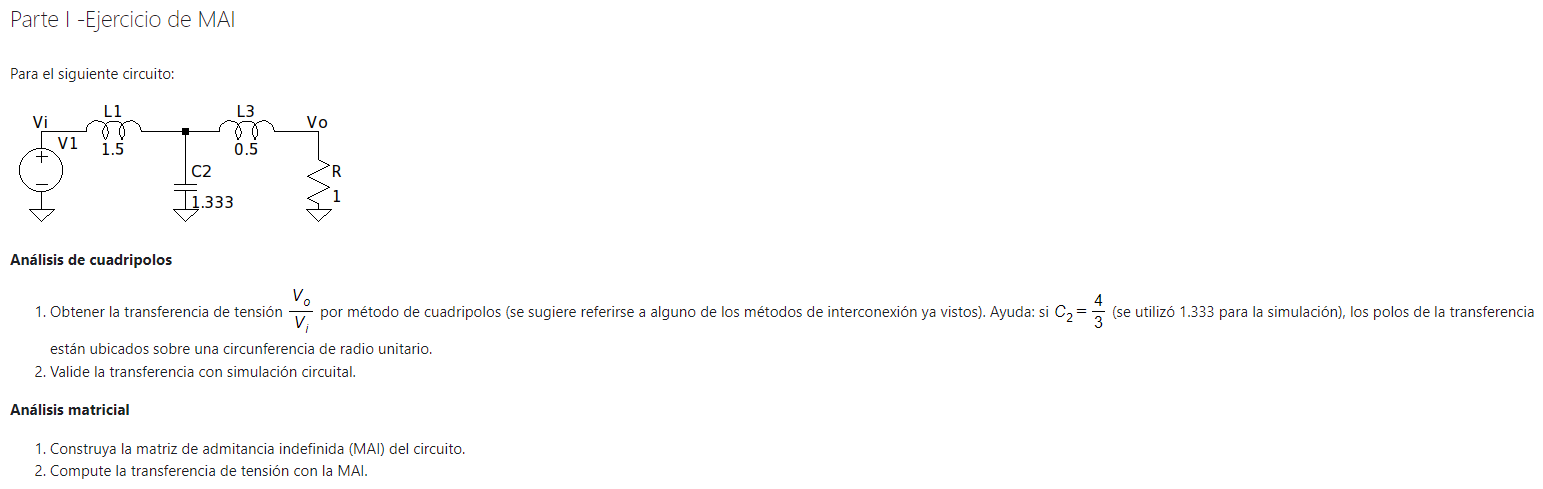 Parte I -Ejercicio de MAI
Para el siguiente circuito:
L1
L3
Vi
Vo
V1
1.5
0.5
+
C2
R
1.333
1
Análisis de cuadripolos
1. Obtener la transferencia de tensión V_o/V_i por método de cuadripolos (se sugiere referirse a alguno de los métodos de interconexión ya vistos). Ayuda: si C_2 = 4/3 (se utilizó 1.333 para la simulación), los polos de la transferencia
están ubicados sobre una circunferencia de radio unitario.
2. Valide la transferencia con simulación circuital.
Análisis matricial
1. Construya la matriz de admitancia indefinida (MAI) del circuito.
2. Compute la transferencia de tensión con la MAI.